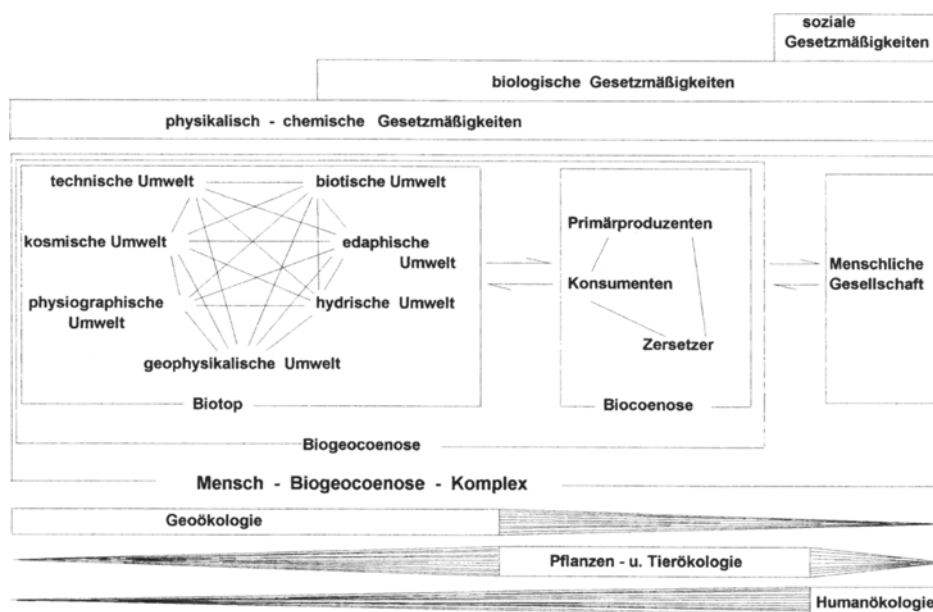 soziale
Gesetzmäßigkeiten
biologische Gesetzmäßigkeiten
physikalisch - chemische Gesetzmäßigkeiten
technische Umwelt
biotische Umwelt
kosmische Umwelt
edaphische
Umwelt
physiographische
Umwelt
hydrische Umwelt
geophysikalische Umwelt
Biotop
Primärproduzenten
Konsumenten
Zersetzer
Biocoenose
Menschliche
Gesellschaft
Biogeocoenose
Mensch - Biogeocoenose - Komplex
Geoökologie
Pflanzen - u. Tierökologie
Humanökologie